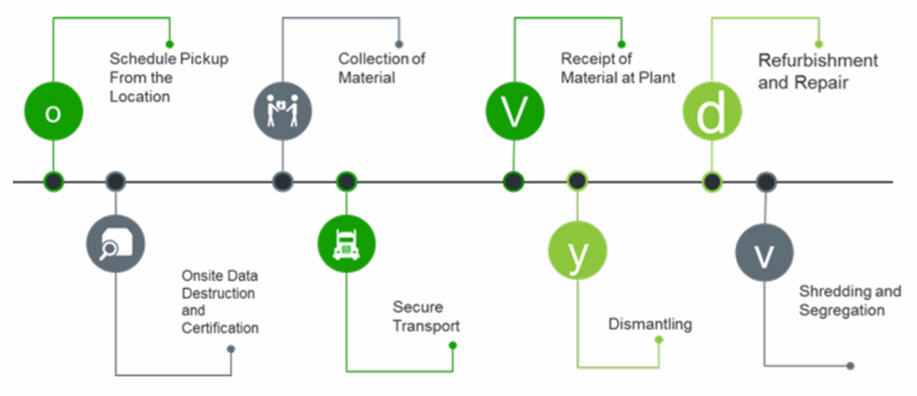 o
Schedule Pickup
From the
Location
Onsite Data
Destruction
and
Certification
Collection of
Material
Secure
Transport
V
Receipt of
Material at Plant
y
Dismantling
d
Refurbishment
and Repair
v
Shredding and
Segregation